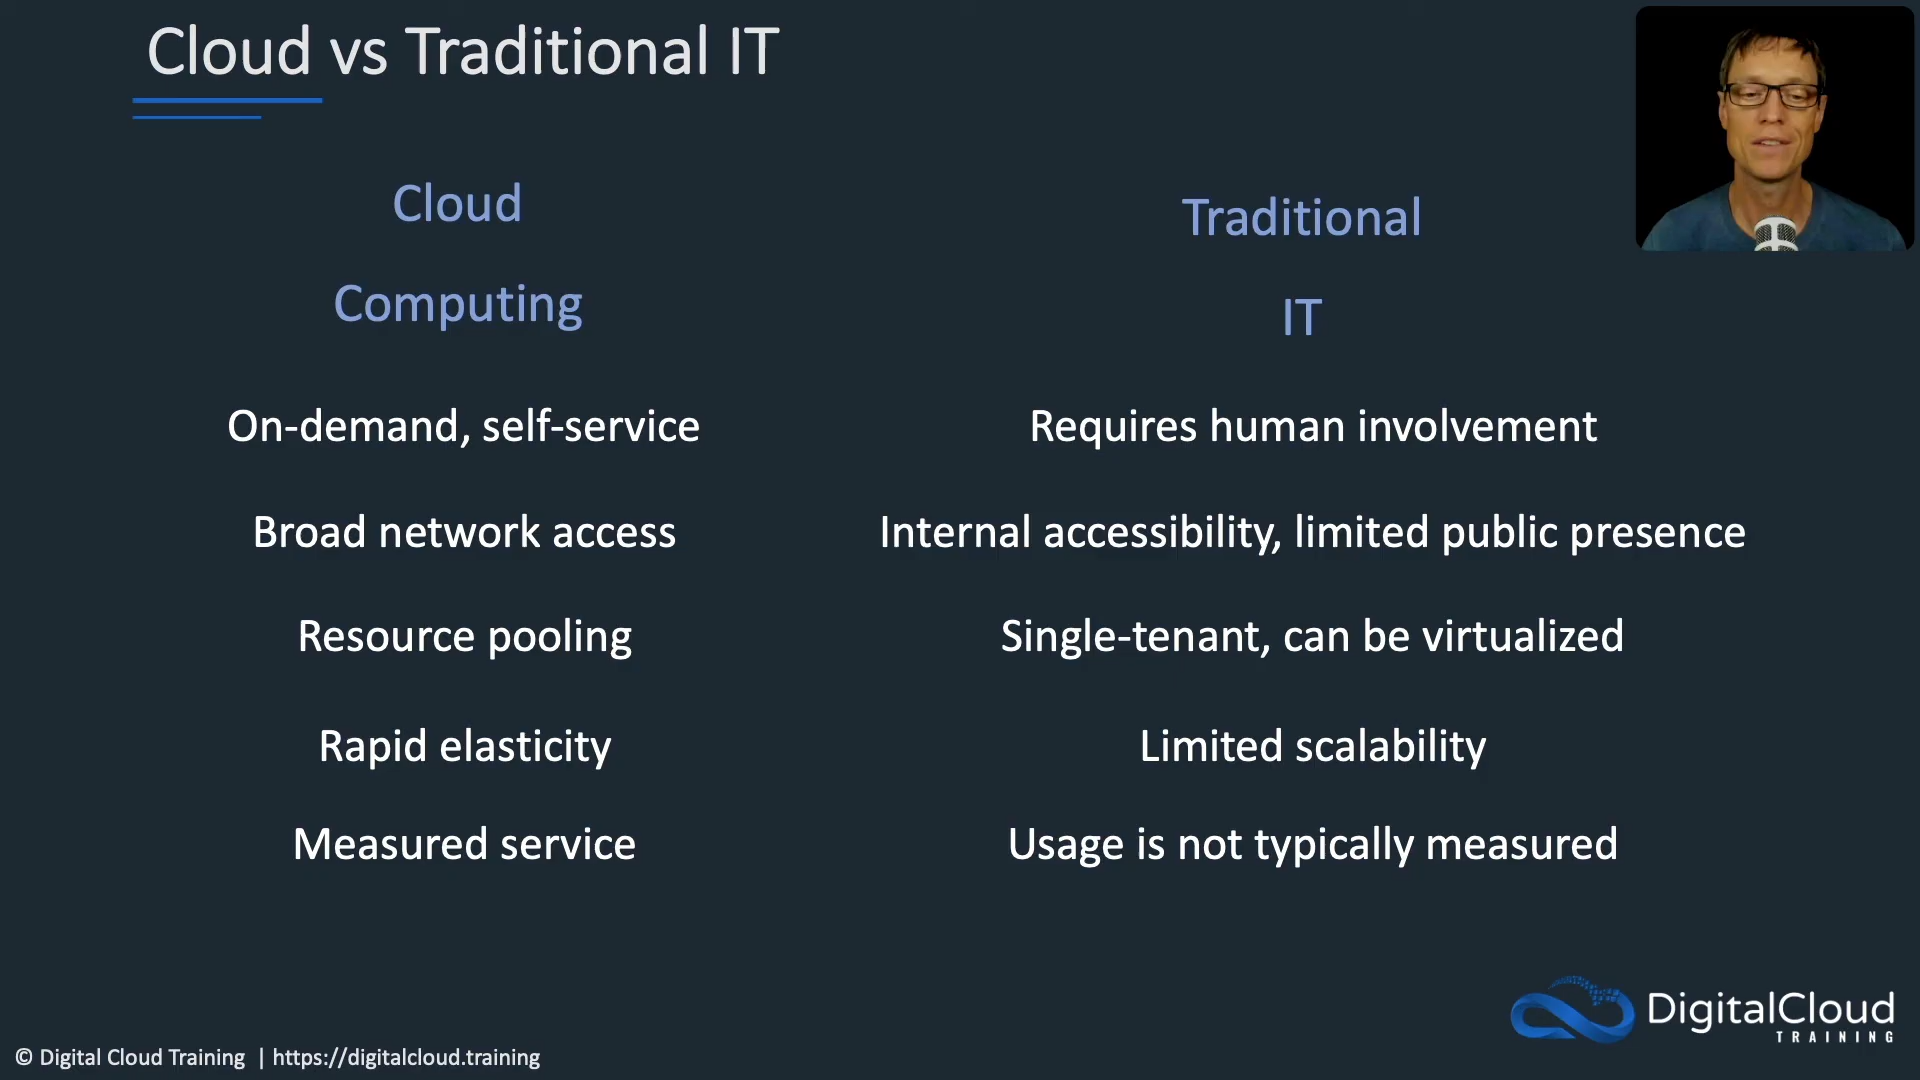 Cloud vs Traditional IT
Cloud
Computing
Traditional
IT
On-demand, self-service
Requires human involvement
Broad network access
Internal accessibility, limited public presence
Resource pooling
Single-tenant, can be virtualized
Rapid elasticity
Limited scalability
Measured service
Usage is not typically measured
DigitalCloud
TRAINING
© Digital Cloud Training | https://digitalcloud.training